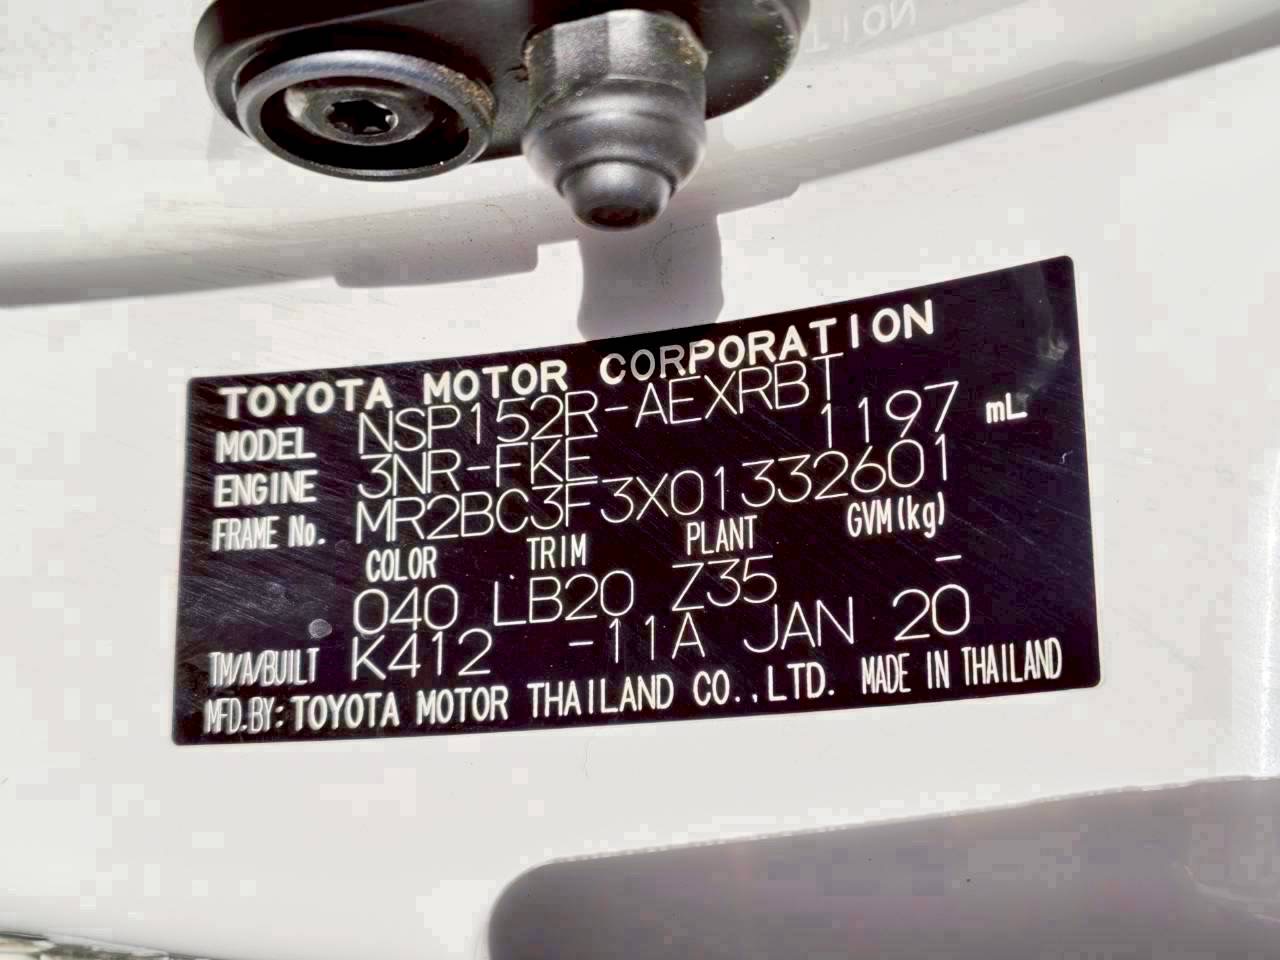 TOYOTA MOTOR CORPORATION
MODEL NSP152R-AEXRBT
ENGINE 3NR-FKE 1197 mL
FRAME No. MR2BC3F3X01332601
COLOR TRIM PLANT GVM(kg)
040 LB20 Z35 -
TM/A/BUILT K412 -11A JAN 20
MFD.BY: TOYOTA MOTOR THAILAND CO.,LTD. MADE IN THAILAND